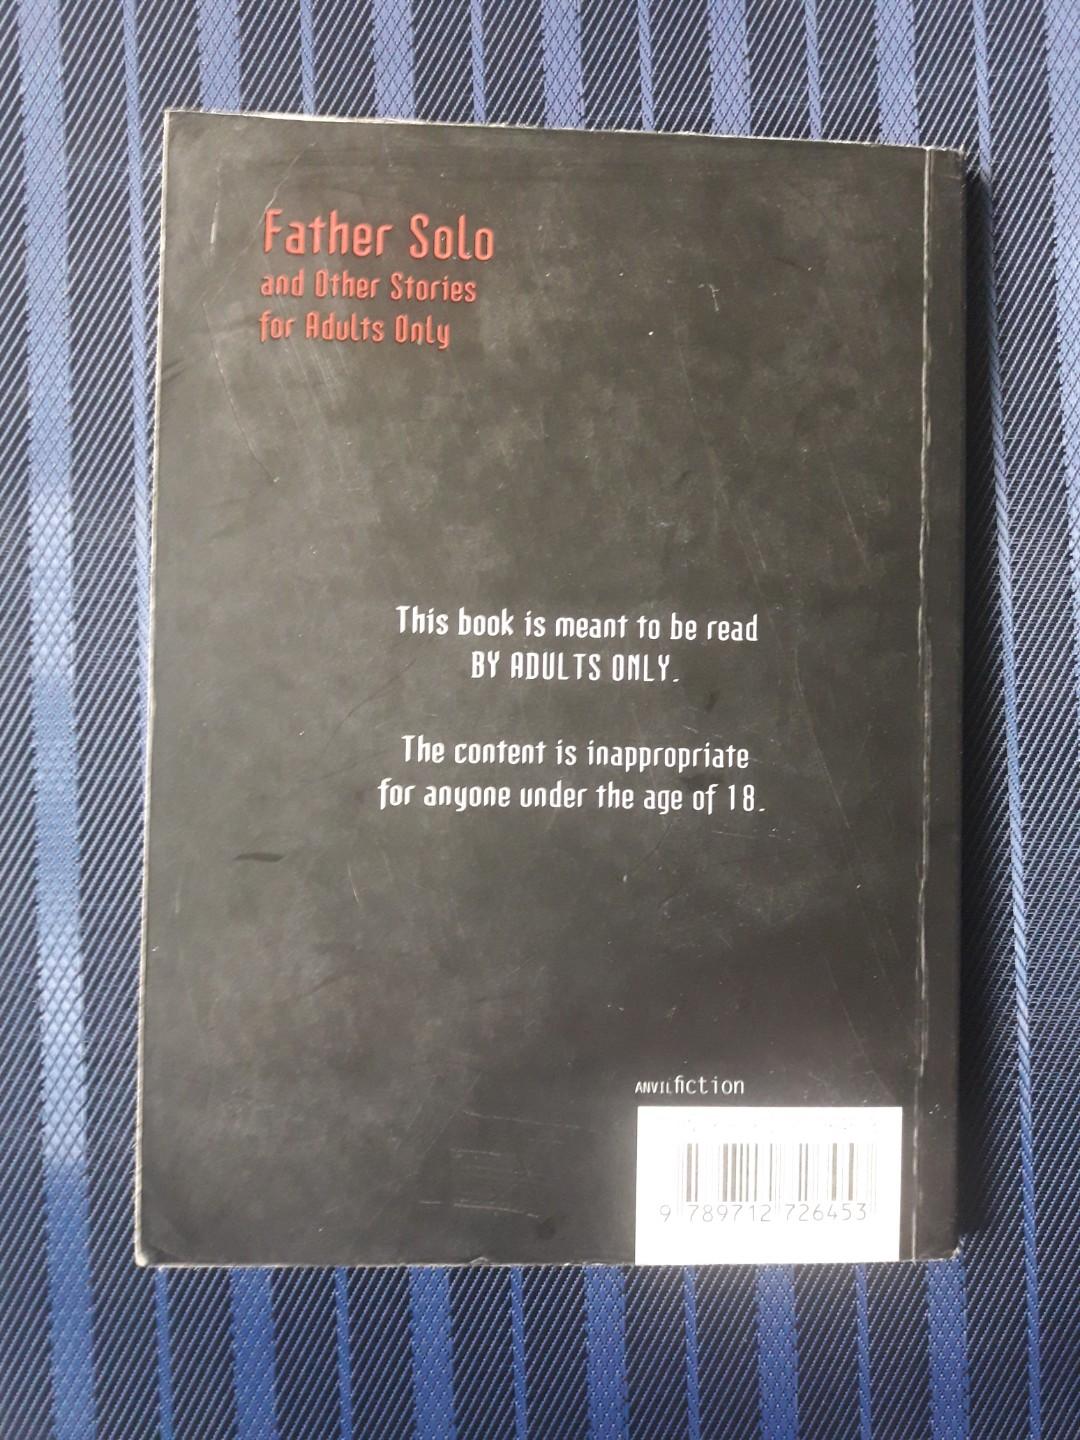 Father Solo
and Other Stories
for Adults Only
This book is meant to be read
BY ADULTS ONLY.
The content is inappropriate
for anyone under the age of 18.
ANVILfiction
9 789712 726453